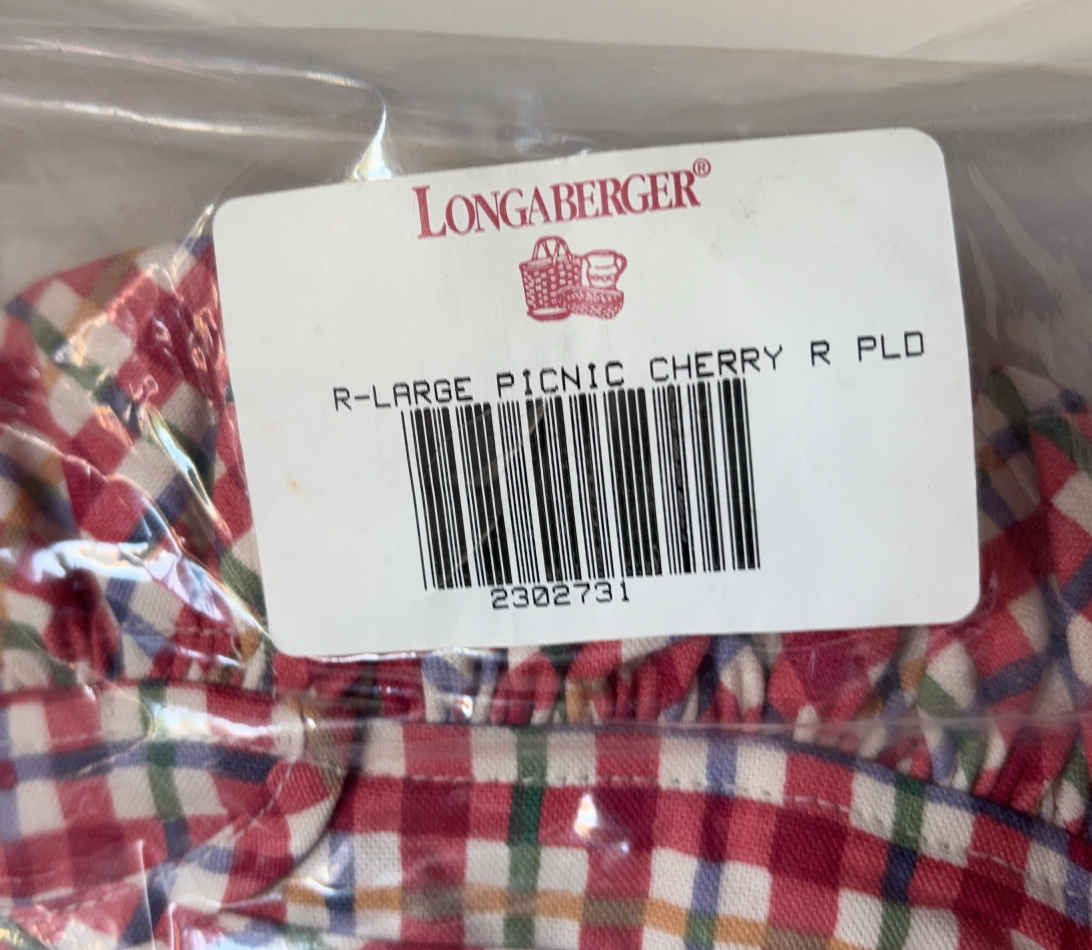 LONGABERGER®
R-LARGE PICNIC CHERRY R PLD
2302731